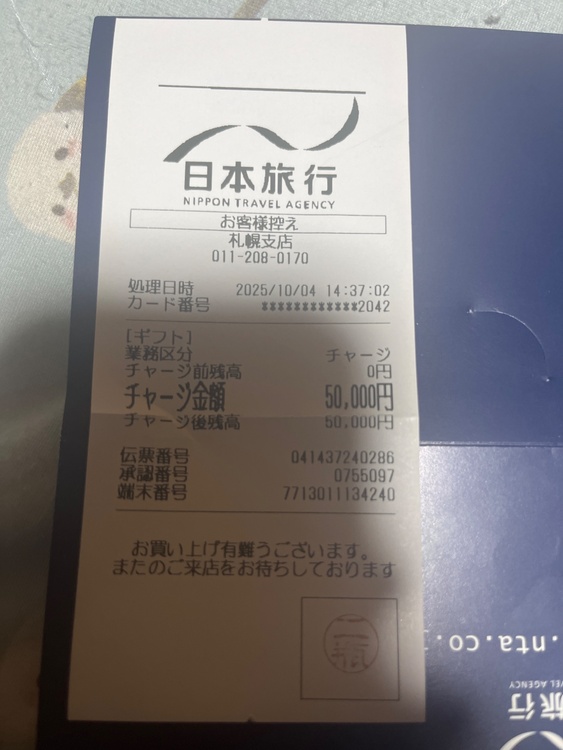 日本旅行
NIPPON TRAVEL AGENCY
お客様控え
札幌支店
011-208-0170
処理日時 2025/10/04 14:37:02
カード番号 ************2042
[ギフト]
業務区分 チャージ
チャージ前残高 0円
チャージ金額 50,000円
チャージ後残高 50,000円
伝票番号 041437240286
承認番号 0755097
端末番号 7713011134240
お買い上げ有難うございます。
またのご来店をお待ちしております
.nta.co.
旅行
VEL AGENCY